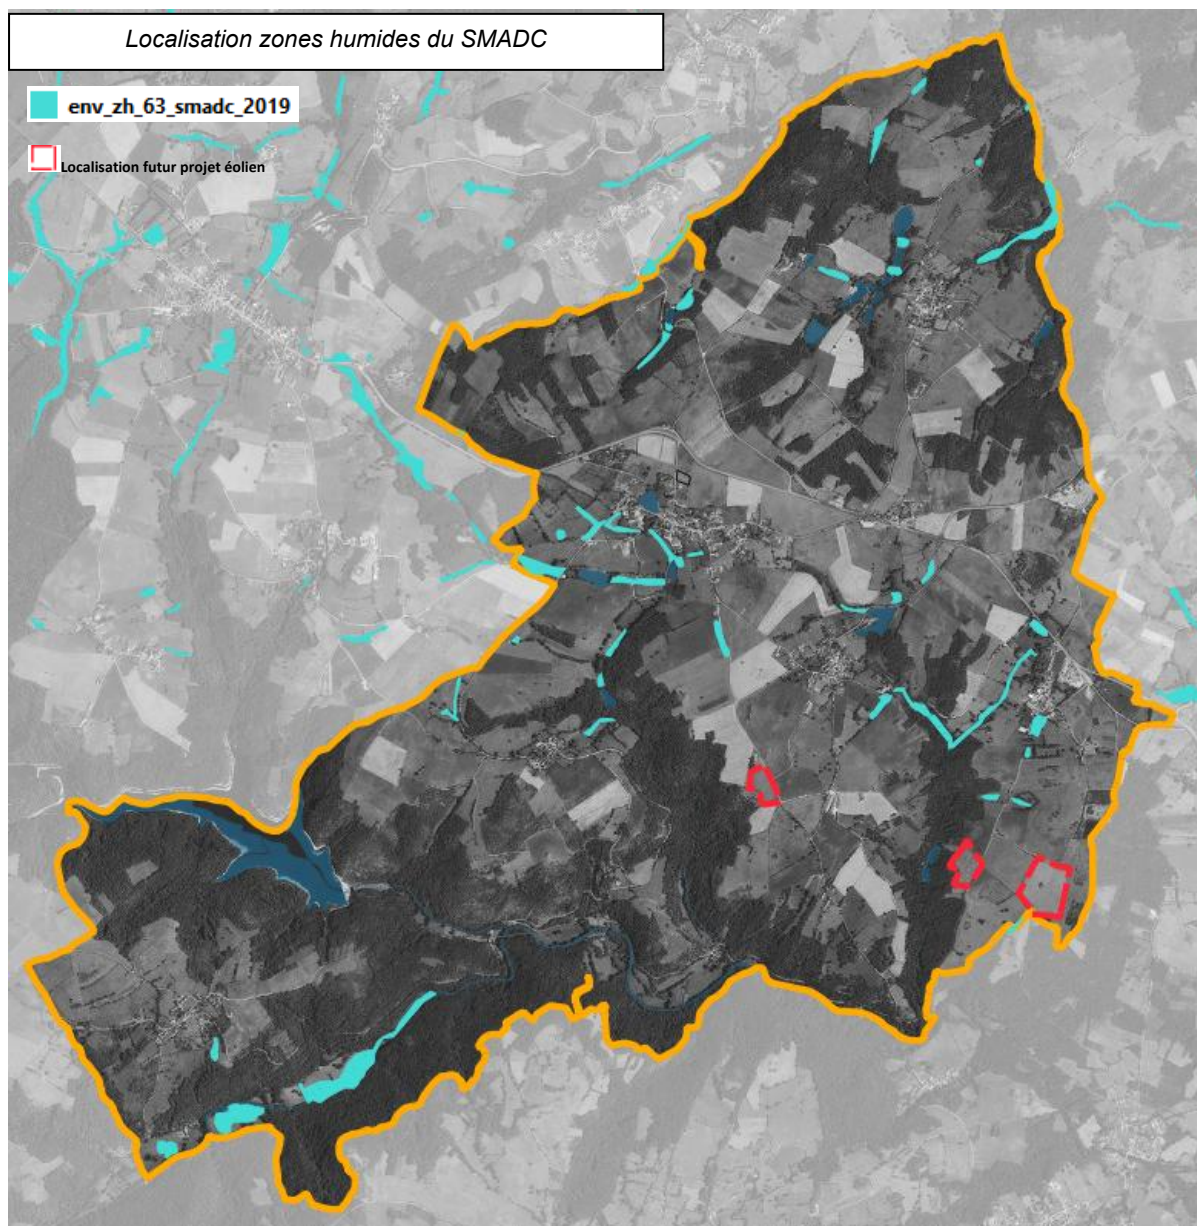 Localisation zones humides du SMADC
env_zh_63_smadc_2019
Localisation futur projet éolien